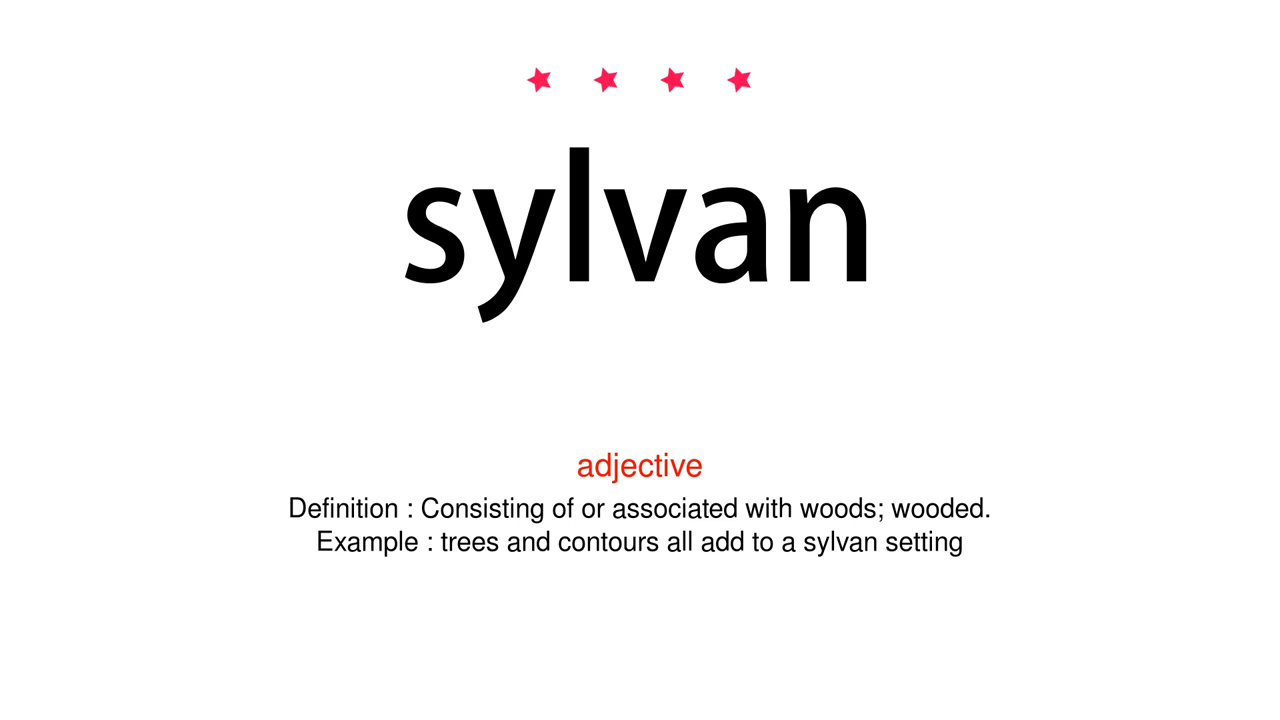 sylvan
adjective
Definition : Consisting of or associated with woods; wooded.
Example : trees and contours all add to a sylvan setting